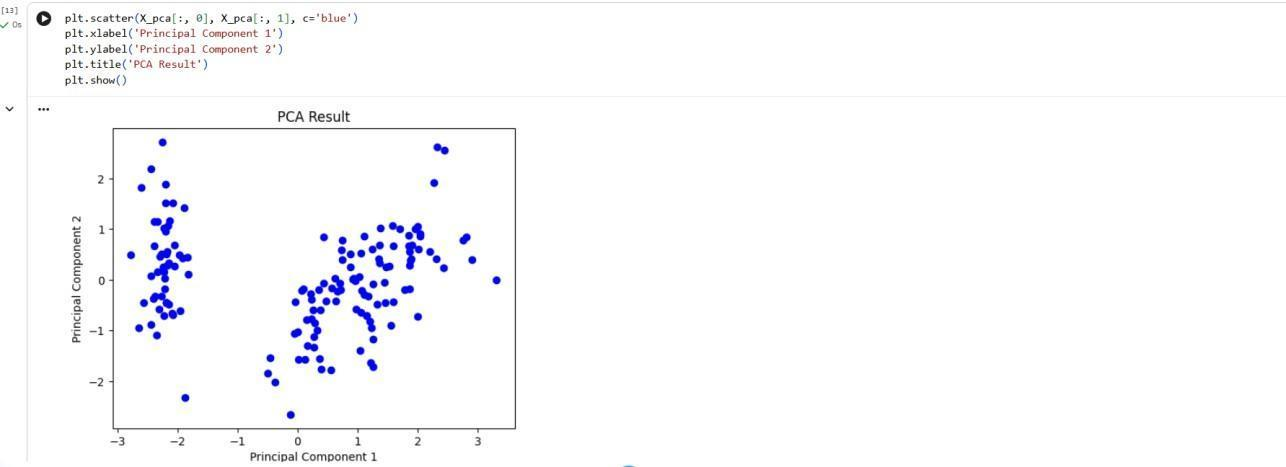 [13]
0s
plt.scatter(X_pca[:, 0], X_pca[:, 1], c='blue')
plt.xlabel('Principal Component 1')
plt.ylabel('Principal Component 2')
plt.title('PCA Result')
plt.show()
PCA Result
Principal Component 2
2
1
0
−1
−2
−3 −2 −1 0 1 2 3
Principal Component 1